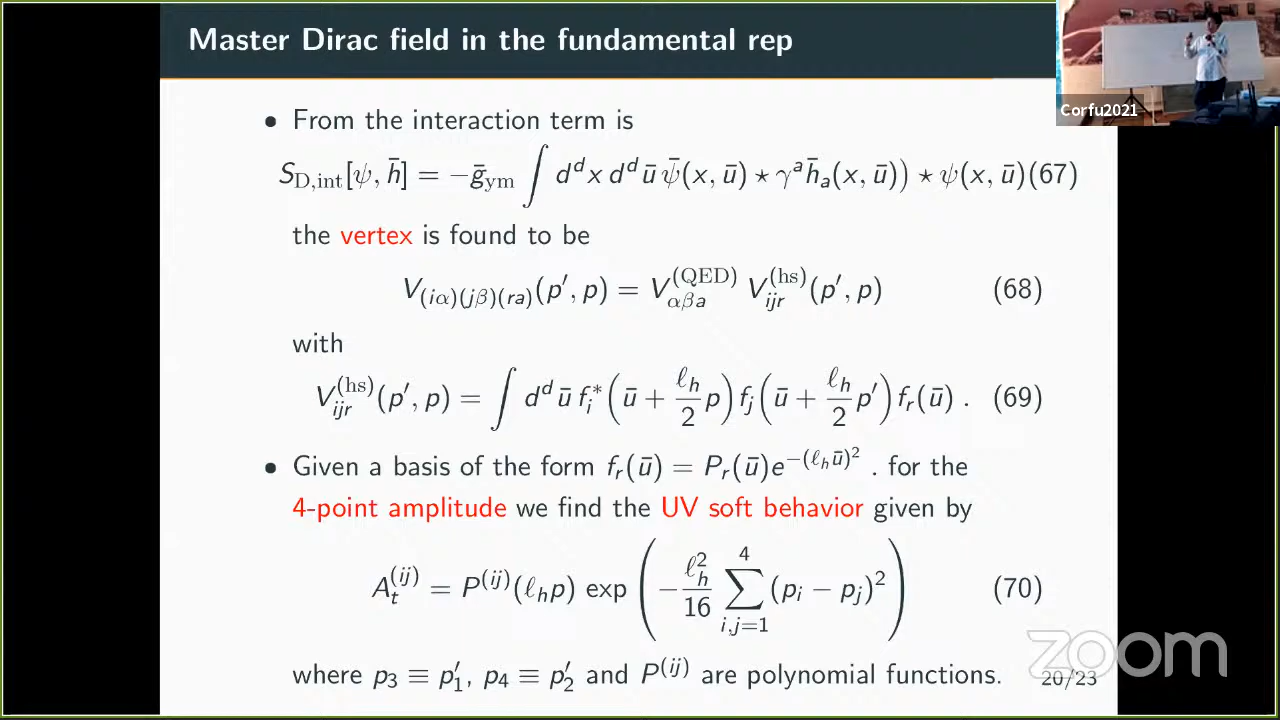 Master Dirac field in the fundamental rep
Corfu2021
• From the interaction term is
S_{D,int}[ψ, h̄] = −ḡ_{ym} ∫ d^d x d^d ū ψ̄(x, ū) ⋆ γ^a h̄_a(x, ū)) ⋆ ψ(x, ū)(67)
the vertex is found to be
V_{(iα)(jβ)(ra)}(p′, p) = V^{(QED)}_{αβa} V^{(hs)}_{ijr}(p′, p) (68)
with
V^{(hs)}_{ijr}(p′, p) = ∫ d^d ū f_i^*(ū + ℓ_h/2 p) f_j(ū + ℓ_h/2 p′) f_r(ū) . (69)
• Given a basis of the form f_r(ū) = P_r(ū)e^{−(ℓ_h ū)^2} . for the
4-point amplitude we find the UV soft behavior given by
A_t^{(ij)} = P^{(ij)}(ℓ_h p) exp (−ℓ_h^2/16 ∑_{i,j=1}^{4} (p_i − p_j)^2) (70)
where p_3 ≡ p′_1, p_4 ≡ p′_2 and P^{(ij)} are polynomial functions.
20/23
zoom